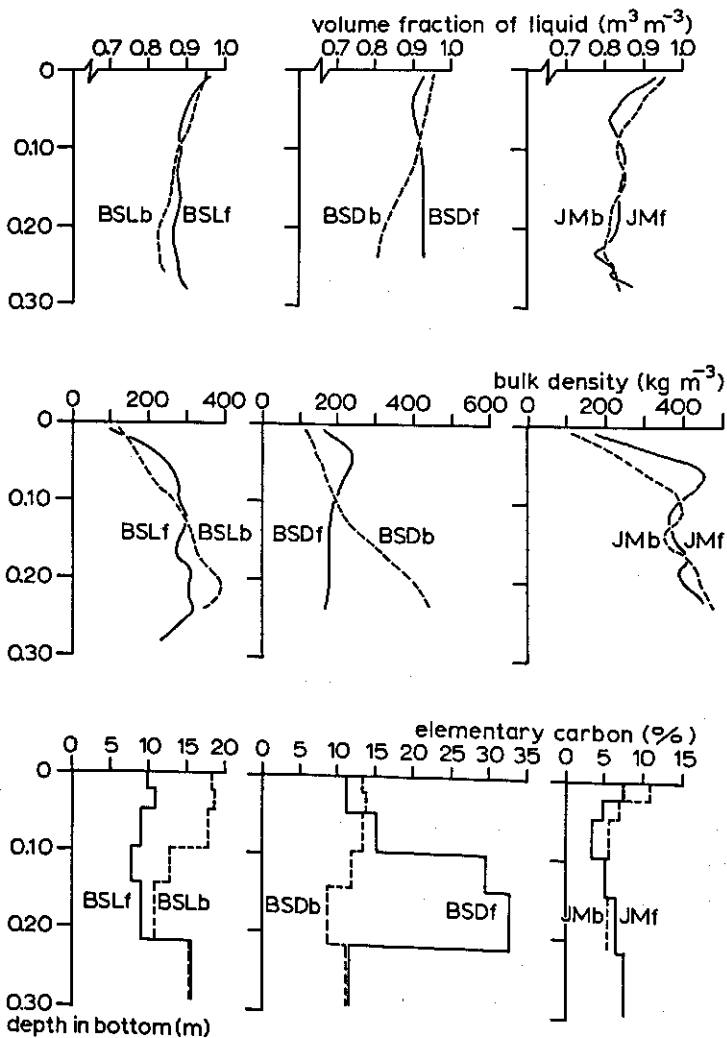 volume fraction of liquid (m³ m⁻³)
0.7 0.8 0.9 1.0
0.7 0.8 0.9 1.0
0.7 0.8 0.9 1.0
0
0.10
0.20
0.30
BSLb BSLf
BSDb BSDf
JMb JMf
bulk density (kg m⁻³)
200 400
0 200 400 600
0 200 400
0
0.10
0.20
0.30
BSLf BSLb
BSDf BSDb
JMb JMf
elementary carbon (%)
0 5 10 15 20
0 5 10 15 20 25 30 35
0 5 10 15
0
0.10
0.20
0.30
BSLf BSLb
BSDb BSDf
JMb JMf
depth in bottom (m)